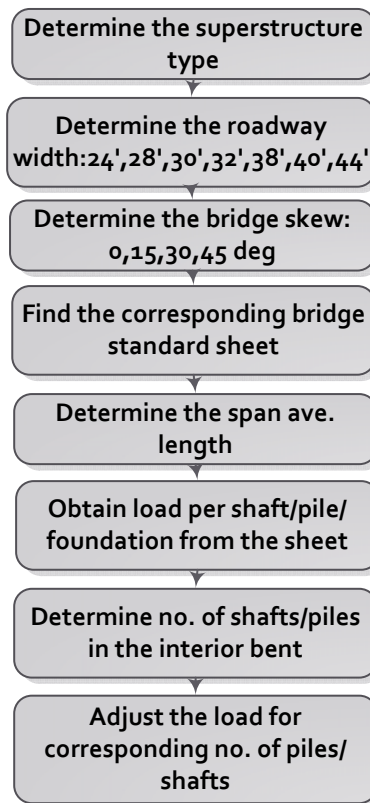 Determine the superstructure
type
Determine the roadway
width:24',28',30',32',38',40',44'
Determine the bridge skew:
0,15,30,45 deg
Find the corresponding bridge
standard sheet
Determine the span ave.
length
Obtain load per shaft/pile/
foundation from the sheet
Determine no. of shafts/piles
in the interior bent
Adjust the load for
corresponding no. of piles/
shafts